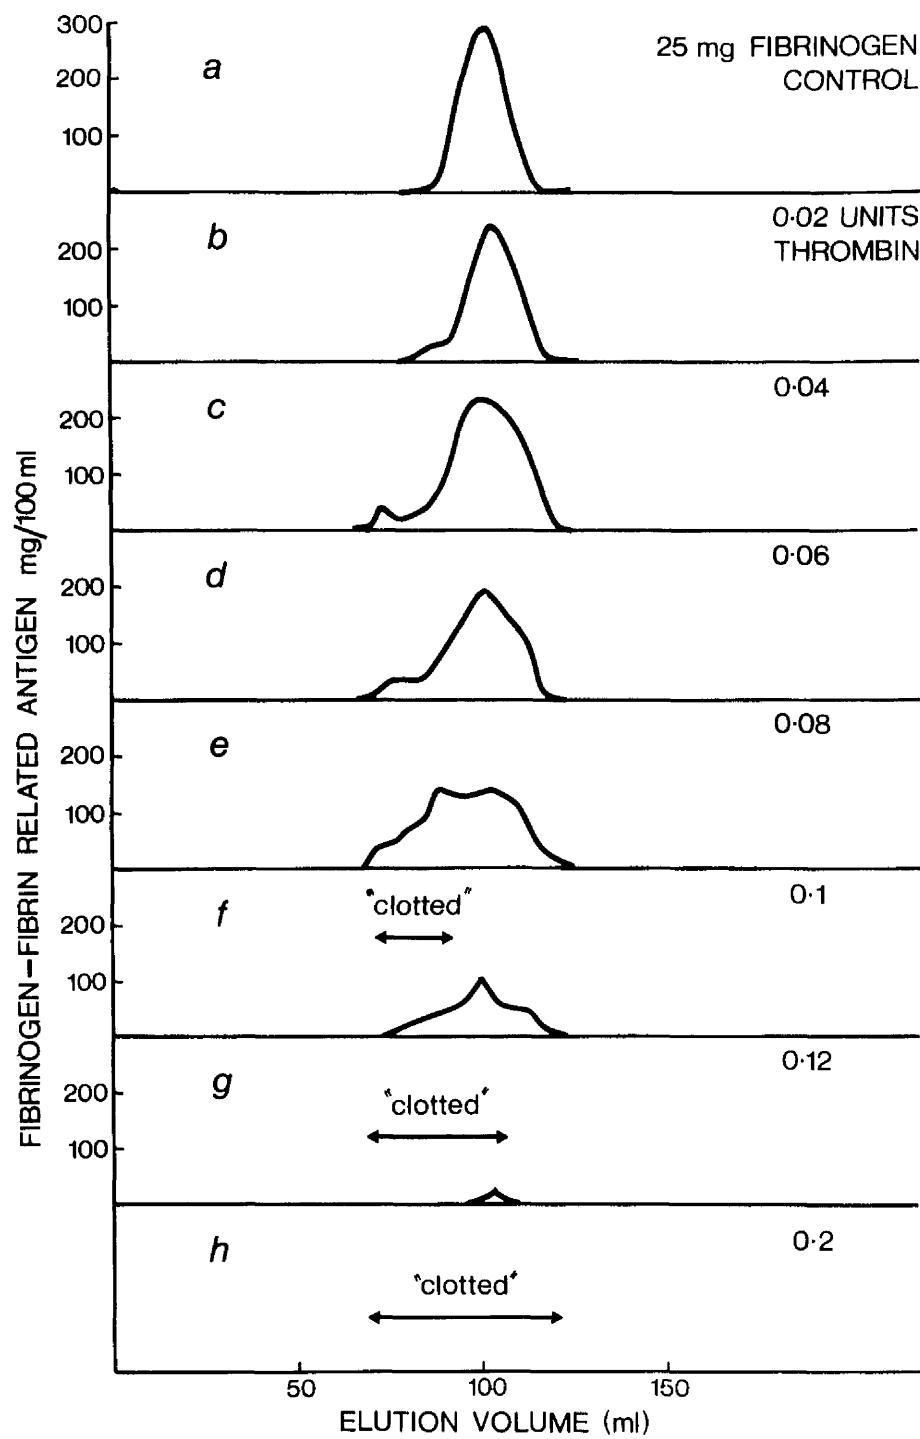 300
a
25 mg FIBRINOGEN
CONTROL
200
100
0·02 UNITS
THROMBIN
b
200
100
0·04
c
200
100
0·06
d
200
100
0·08
e
200
100
0·1
"clotted"
f
200
100
0·12
g
"clotted"
200
100
0·2
h
"clotted"
50 100 150
ELUTION VOLUME (ml)
FIBRINOGEN–FIBRIN RELATED ANTIGEN mg/100ml